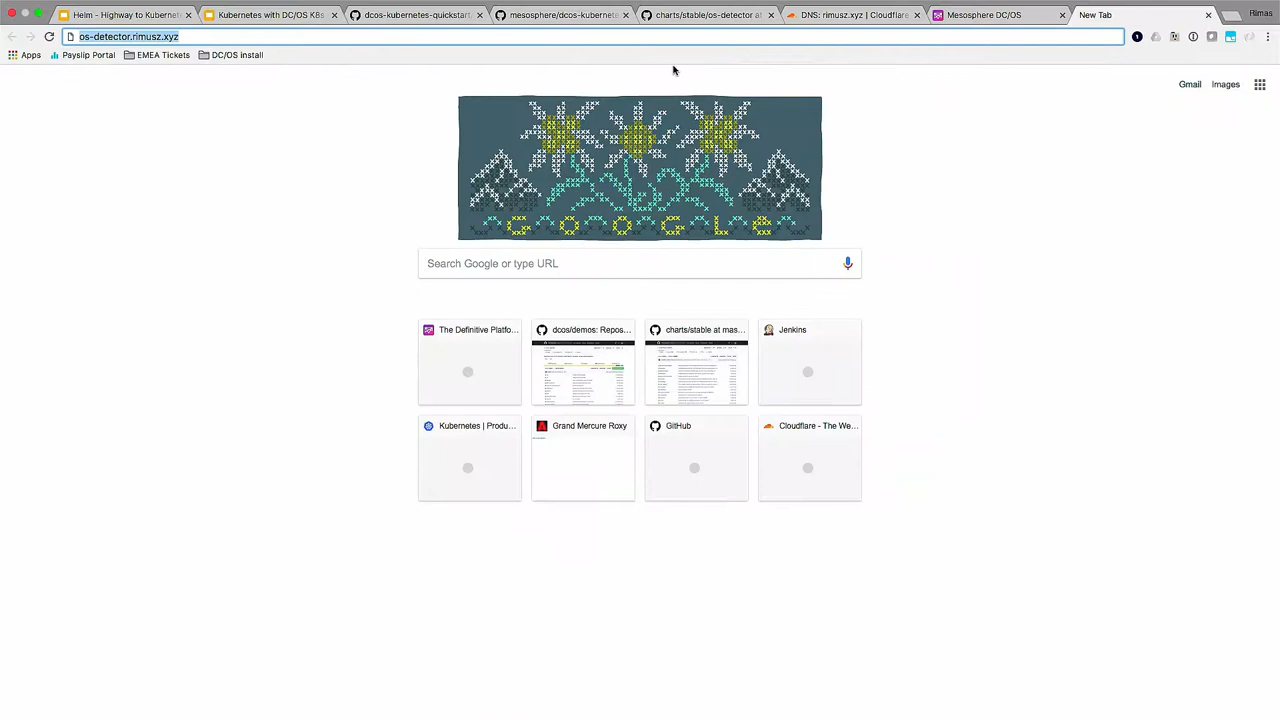 Helm - Highway to Kubernet
Kubernetes with DC/OS K8s
dcos-kubernetes-quickstart
mesosphere/dcos-kubernete
charts/stable/os-detector at
DNS: rimusz.xyz | Cloudflare
Mesosphere DC/OS
New Tab
Rimas
os-detector.rimusz.xyz
Apps
Payslip Portal
EMEA Tickets
DC/OS install
Gmail
Images
GOOGLE
Search Google or type URL
The Definitive Platfo...
dcos/demos: Repos...
charts/stable at mas...
Jenkins
Kubernetes | Produ...
Grand Mercure Roxy
GitHub
Cloudflare - The We...